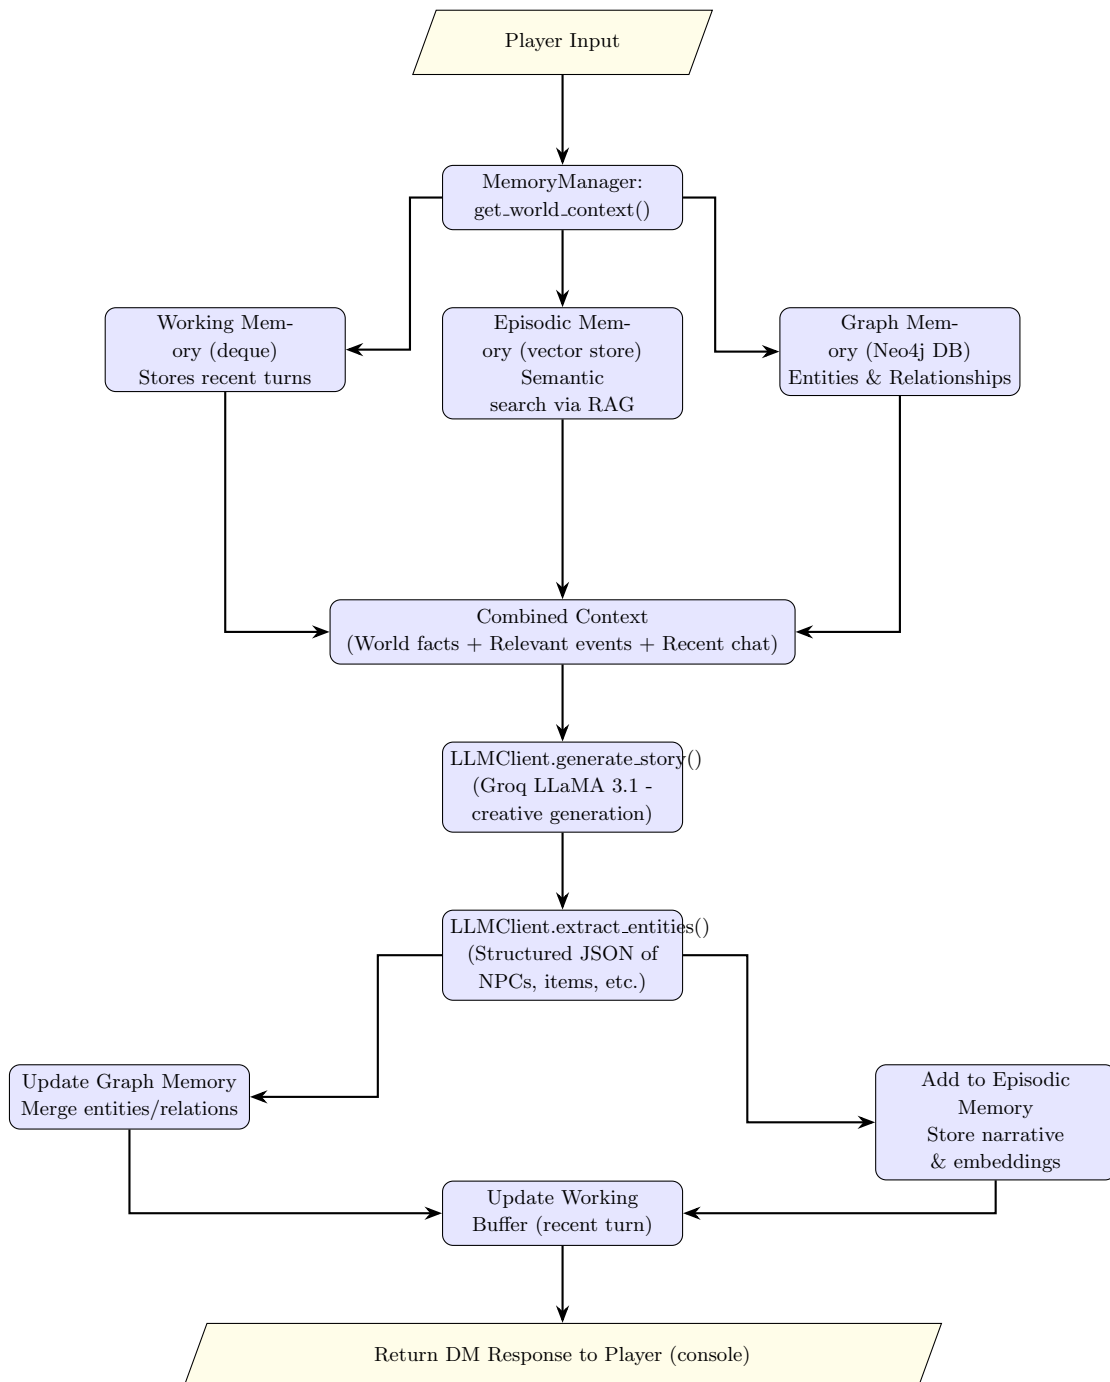 Player Input
MemoryManager:
get_world_context()
Working Mem-
ory (deque)
Stores recent turns
Episodic Mem-
ory (vector store)
Semantic
search via RAG
Graph Mem-
ory (Neo4j DB)
Entities & Relationships
Combined Context
(World facts + Relevant events + Recent chat)
LLMClient.generate_story()
(Groq LLaMA 3.1 -
creative generation)
LLMClient.extract_entities()
(Structured JSON of
NPCs, items, etc.)
Update Graph Memory
Merge entities/relations
Add to Episodic
Memory
Store narrative
& embeddings
Update Working
Buffer (recent turn)
Return DM Response to Player (console)